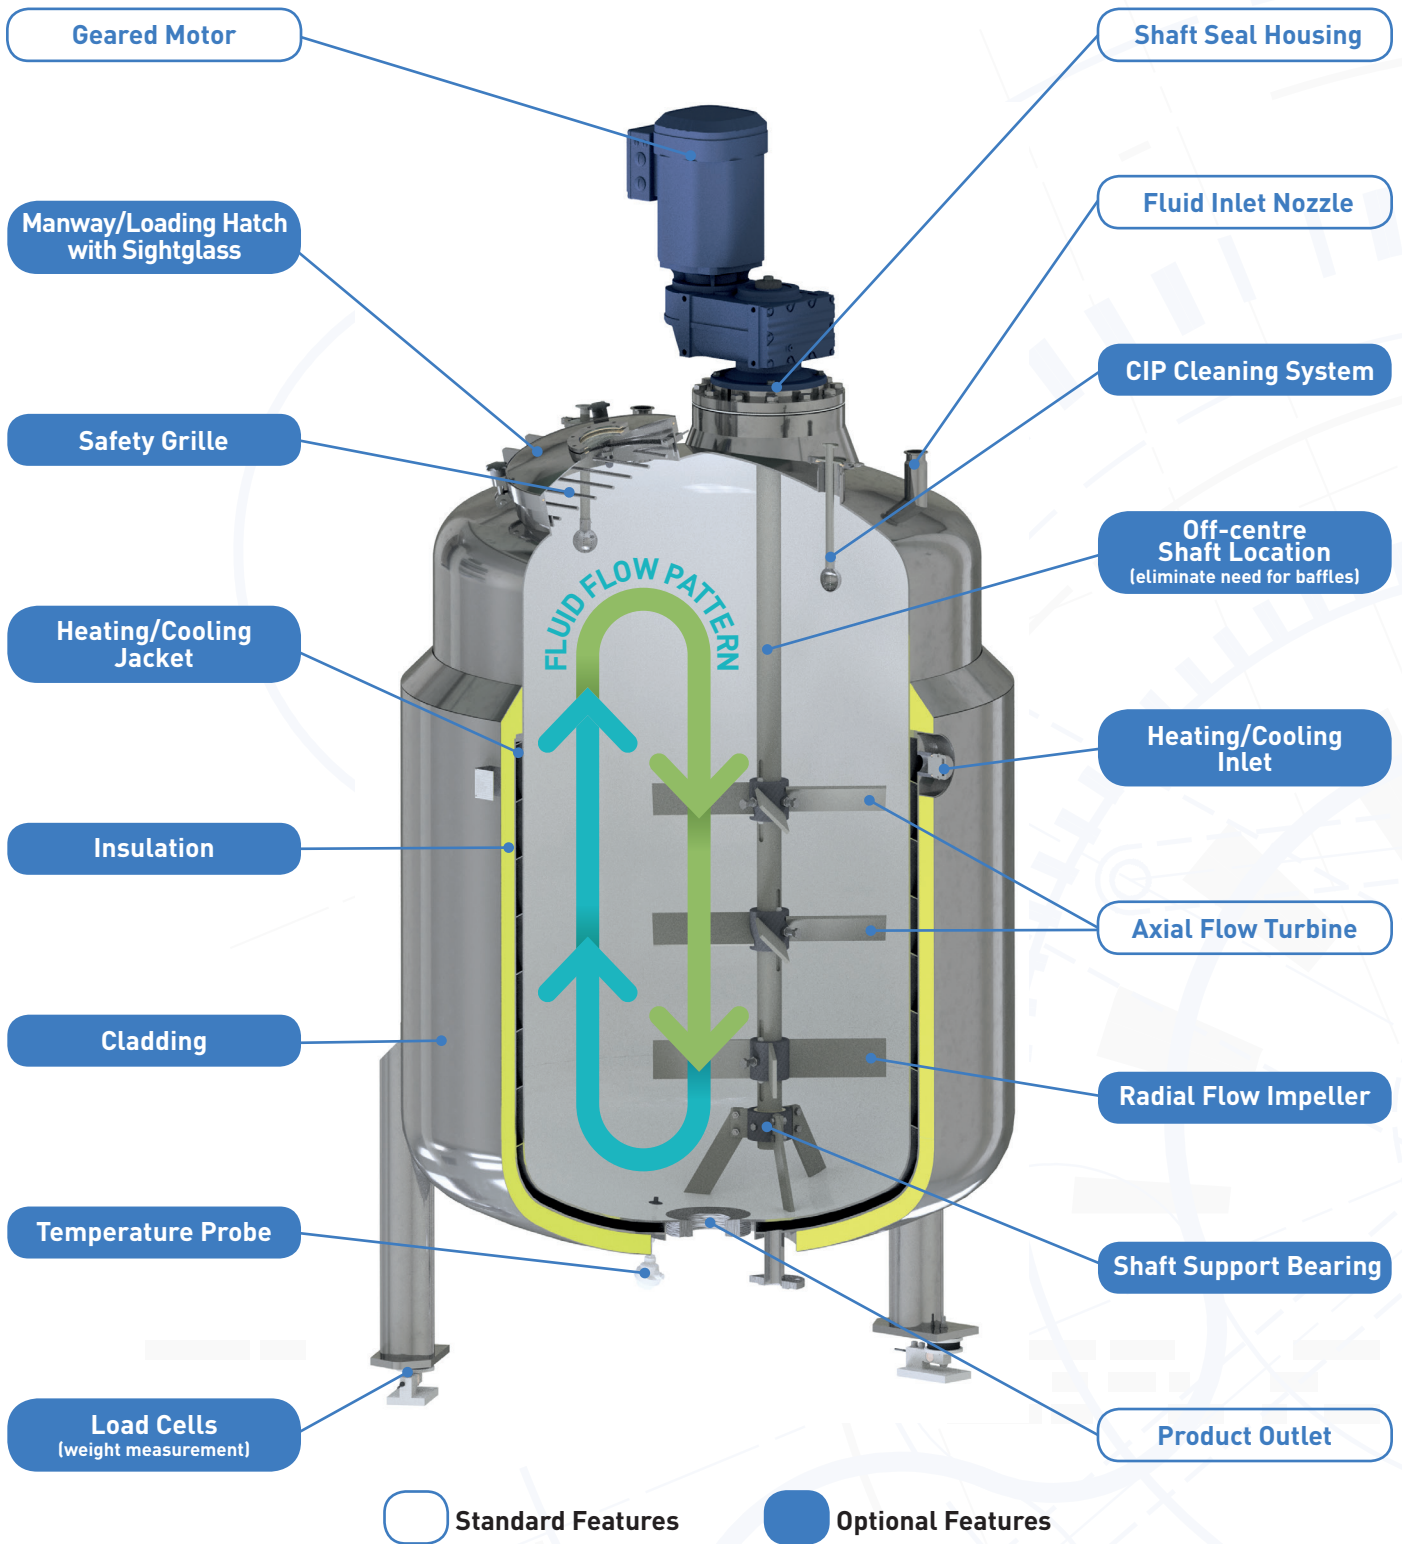 Geared Motor
Shaft Seal Housing
Manway/Loading Hatch
with Sightglass
Fluid Inlet Nozzle
CIP Cleaning System
Safety Grille
Off-centre
Shaft Location
(eliminate need for baffles)
FLUID FLOW PATTERN
Heating/Cooling
Jacket
Heating/Cooling
Inlet
Insulation
Axial Flow Turbine
Cladding
Radial Flow Impeller
Temperature Probe
Shaft Support Bearing
Load Cells
(weight measurement)
Product Outlet
Standard Features
Optional Features